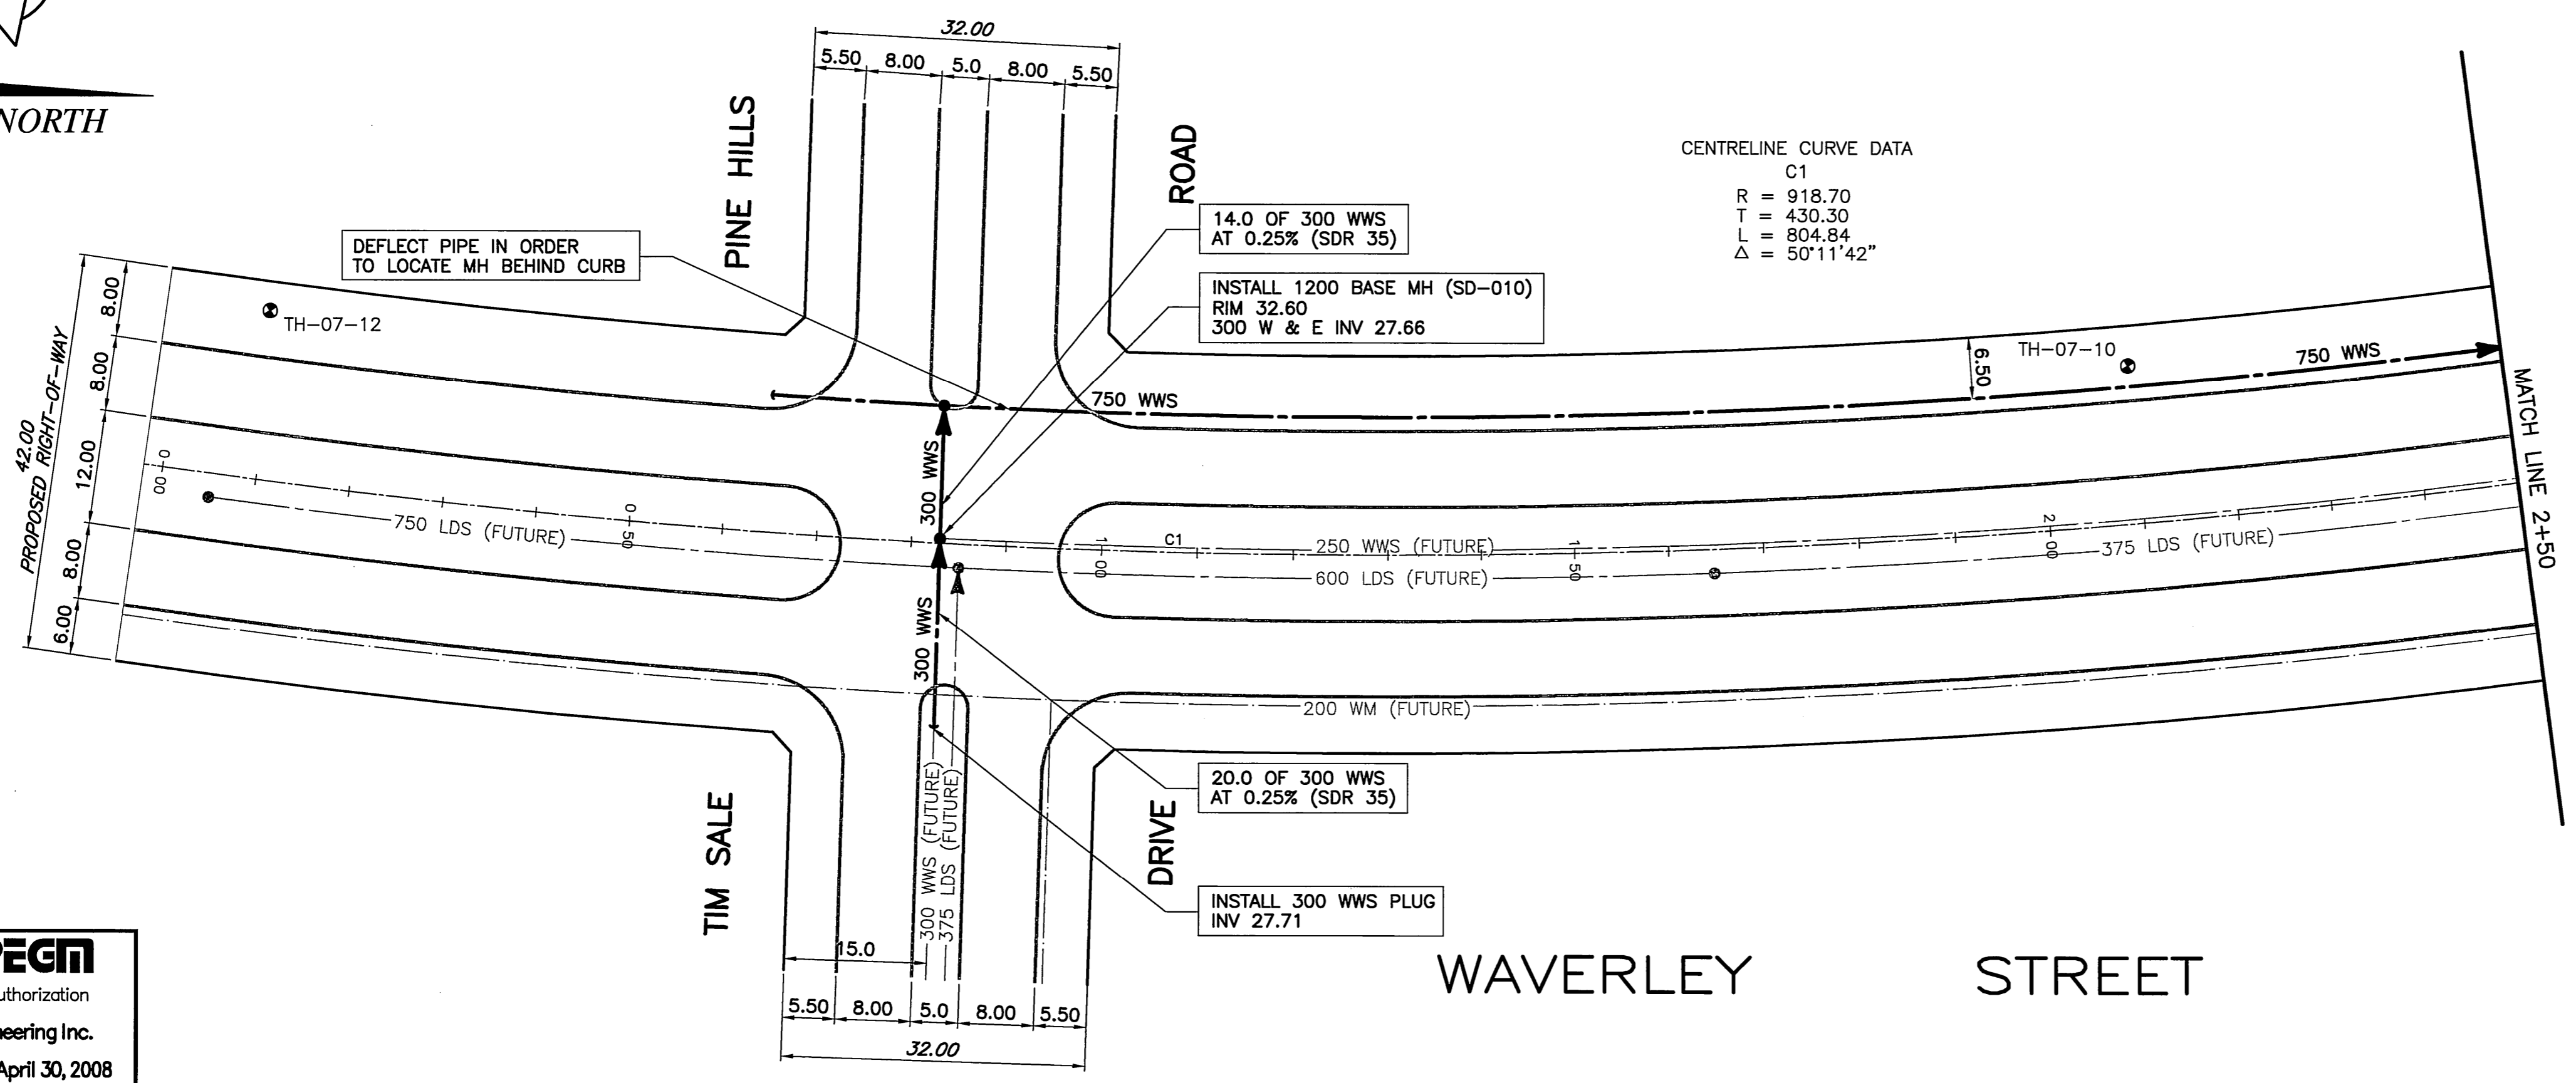 NORTH
32.00
5.50 8.00 5.0 8.00 5.50
PINE HILLS
ROAD
CENTRELINE CURVE DATA
C1
R = 918.70
T = 430.30
L = 804.84
Δ = 50°11'42"
DEFLECT PIPE IN ORDER
TO LOCATE MH BEHIND CURB
14.0 OF 300 WWS
AT 0.25% (SDR 35)
INSTALL 1200 BASE MH (SD-010)
RIM 32.60
300 W & E INV 27.66
42.00
PROPOSED RIGHT-OF-WAY
8.00
8.00
12.00
8.00
6.00
TH-07-12
TH-07-10
6.50
750 WWS
750 WWS
MATCH LINE 2+50
300 WWS
300 WWS
0 00
0 50
1 00
1 50
2 00
750 LDS (FUTURE)
C1
250 WWS (FUTURE)
600 LDS (FUTURE)
375 LDS (FUTURE)
200 WM (FUTURE)
300 WWS (FUTURE)
375 LDS (FUTURE)
20.0 OF 300 WWS
AT 0.25% (SDR 35)
TIM SALE
DRIVE
INSTALL 300 WWS PLUG
INV 27.71
15.0
5.50 8.00 5.0 8.00 5.50
32.00
WAVERLEY STREET
PEGM
uthorization
neering Inc.
April 30, 2008